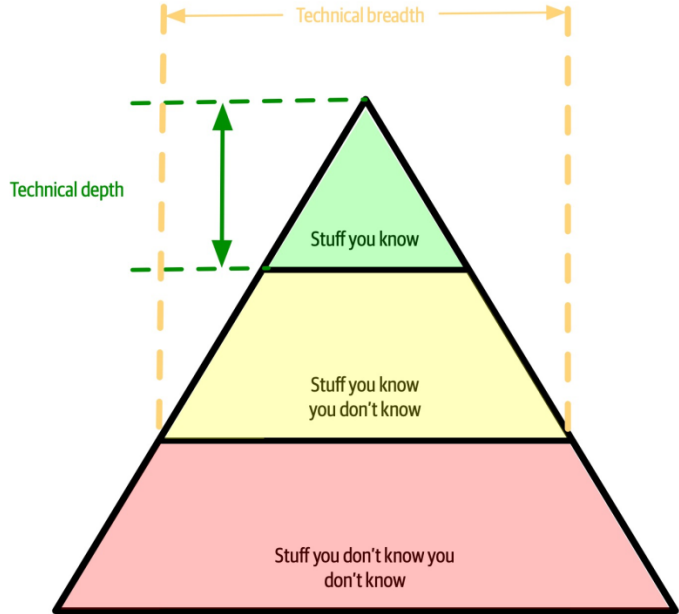 Technical breadth
Technical depth
Stuff you know
Stuff you know
you don’t know
Stuff you don’t know you
don’t know